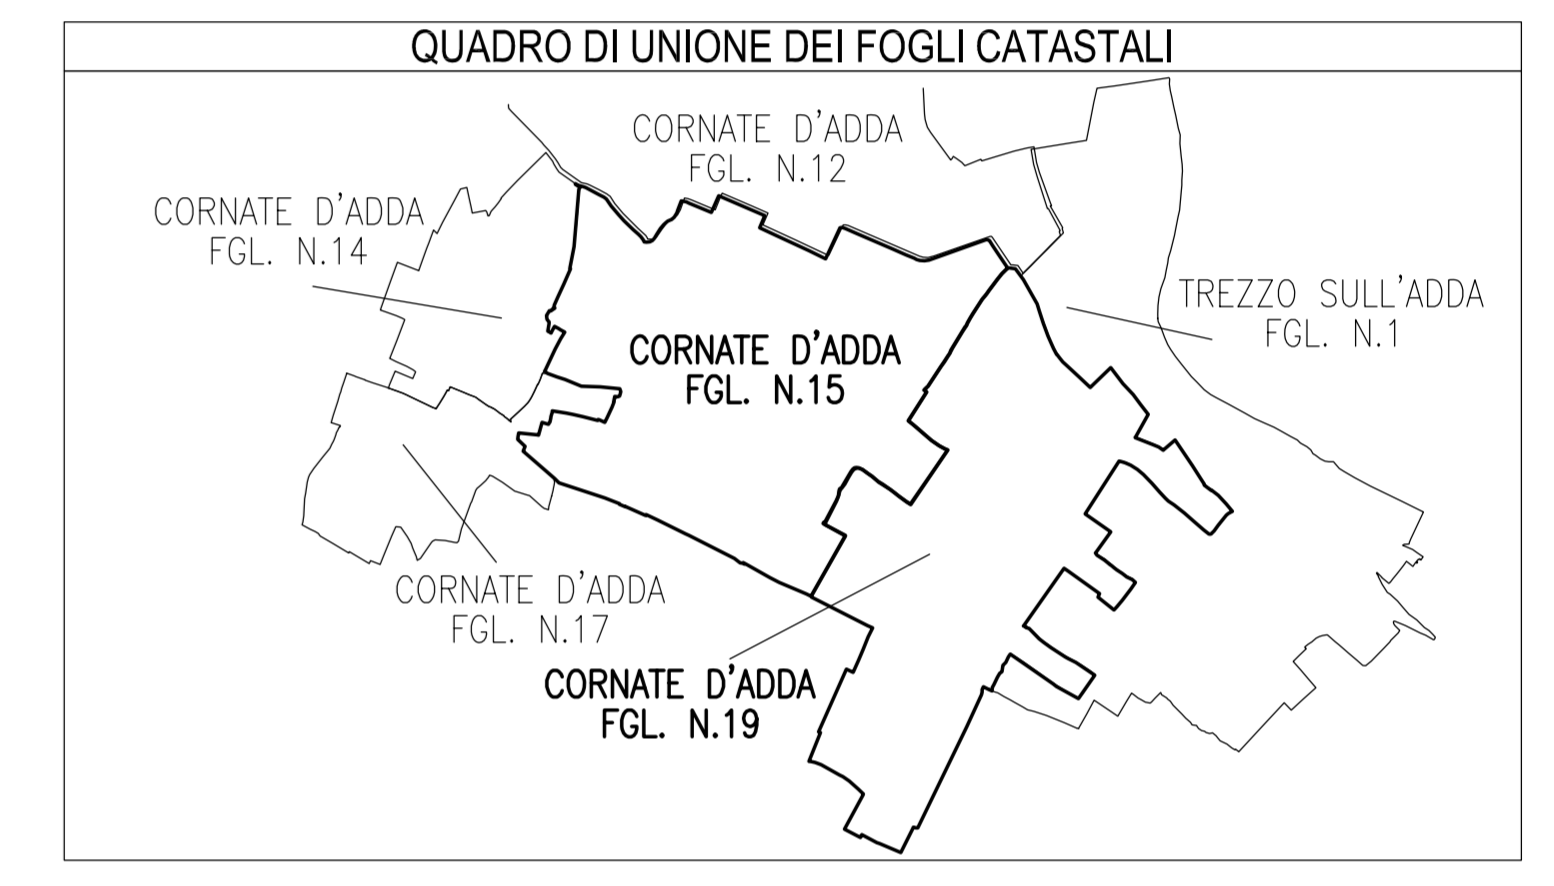 QUADRO DI UNIONE DEI FOGLI CATASTALI
CORNATE D'ADDA
FGL. N.12
CORNATE D'ADDA
FGL. N.14
TREZZO SULL'ADDA
FGL. N.1
CORNATE D'ADDA
FGL. N.15
CORNATE D'ADDA
FGL. N.17
CORNATE D'ADDA
FGL. N.19